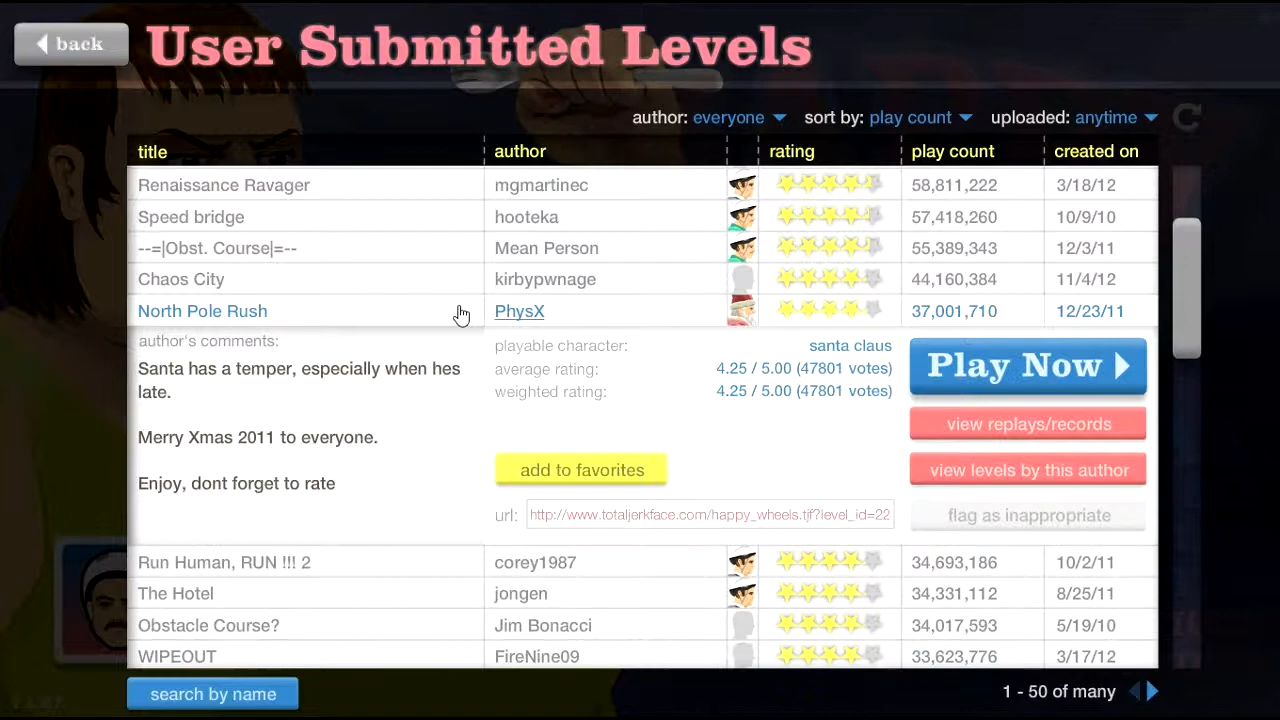 back
User Submitted Levels
author: everyone sort by: play count uploaded: anytime
title author rating play count created on
Renaissance Ravager mgmartinec 58,811,222 3/18/12
Speed bridge hooteka 57,418,260 10/9/10
--=|Obst. Course|=-- Mean Person 55,389,343 12/3/11
Chaos City kirbypwnage 44,160,384 11/4/12
North Pole Rush PhysX 37,001,710 12/23/11
author's comments:
Santa has a temper, especially when hes
late.
Merry Xmas 2011 to everyone.
Enjoy, dont forget to rate
playable character: santa claus
average rating: 4.25 / 5.00 (47801 votes)
weighted rating: 4.25 / 5.00 (47801 votes)
add to favorites
url: http://www.totaljerkface.com/happy_wheels.tjf?level_id=22
Play Now
view replays/records
view levels by this author
flag as inappropriate
Run Human, RUN !!! 2 corey1987 34,693,186 10/2/11
The Hotel jongen 34,331,112 8/25/11
Obstacle Course? Jim Bonacci 34,017,593 5/19/10
WIPEOUT FireNine09 33,623,776 3/17/12
search by name
1 - 50 of many